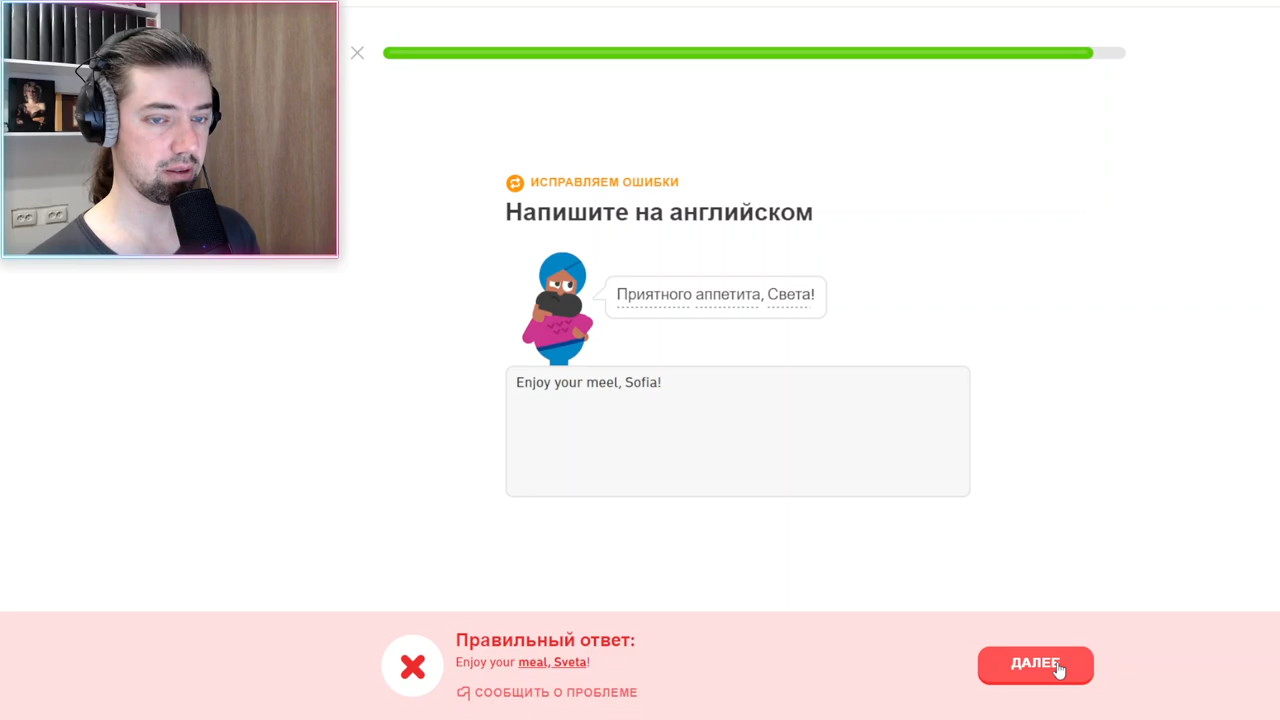 ИСПРАВЛЯЕМ ОШИБКИ
Напишите на английском
Приятного аппетита, Света!
Enjoy your meel, Sofia!
Правильный ответ:
Enjoy your meal, Sveta!
СООБЩИТЬ О ПРОБЛЕМЕ
ДАЛЕЕ